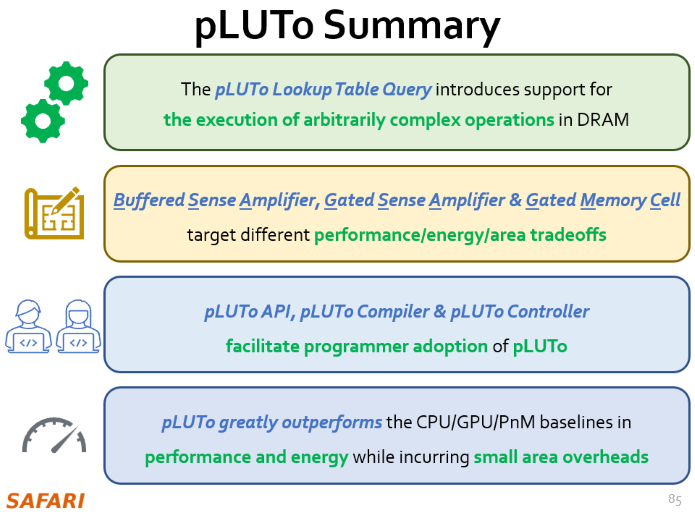 pLUTo Summary
The pLUTo Lookup Table Query introduces support for
the execution of arbitrarily complex operations in DRAM
Buffered Sense Amplifier, Gated Sense Amplifier & Gated Memory Cell
target different performance/energy/area tradeoffs
pLUTo API, pLUTo Compiler & pLUTo Controller
facilitate programmer adoption of pLUTo
</> </>
pLUTo greatly outperforms the CPU/GPU/PnM baselines in
performance and energy while incurring small area overheads
SAFARI
85